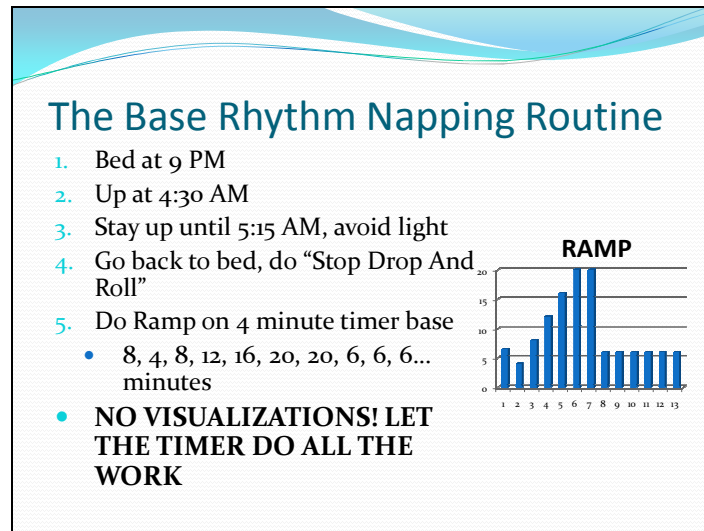 The Base Rhythm Napping Routine
1. Bed at 9 PM
2. Up at 4:30 AM
3. Stay up until 5:15 AM, avoid light
4. Go back to bed, do “Stop Drop And
Roll”
5. Do Ramp on 4 minute timer base
• 8, 4, 8, 12, 16, 20, 20, 6, 6, 6…
minutes
• NO VISUALIZATIONS! LET
THE TIMER DO ALL THE
WORK
RAMP
20
15
10
5
0
1 2 3 4 5 6 7 8 9 10 11 12 13